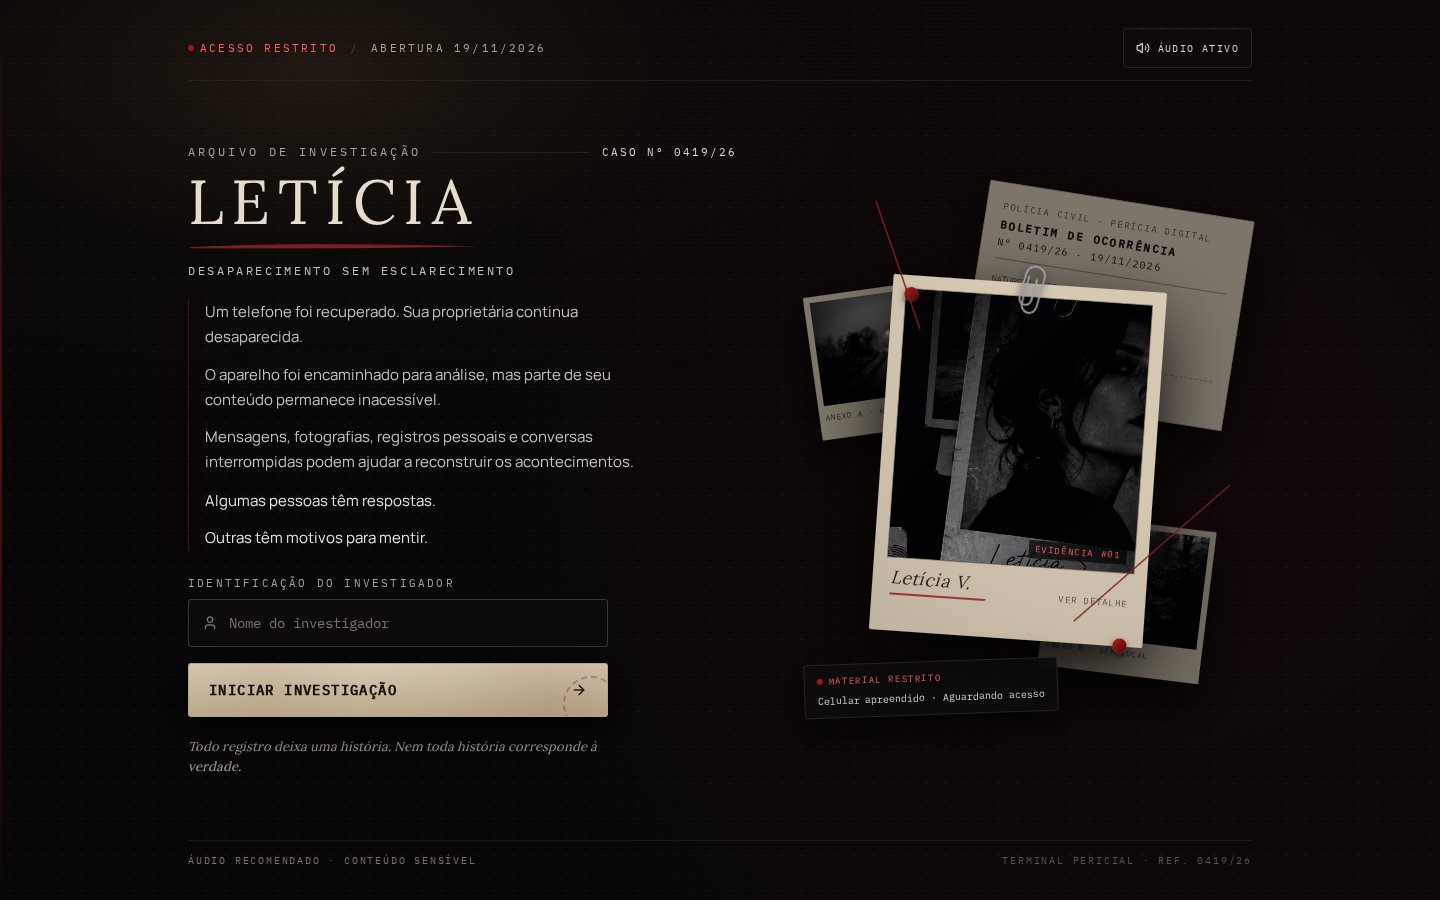 ACESSO RESTRITO / ABERTURA 19/11/2026
ÁUDIO ATIVO
ARQUIVO DE INVESTIGAÇÃO
CASO Nº 0419/26
LETÍCIA
DESAPARECIMENTO SEM ESCLARECIMENTO
Um telefone foi recuperado. Sua proprietária continua
desaparecida.
O aparelho foi encaminhado para análise, mas parte de seu
conteúdo permanece inacessível.
Mensagens, fotografias, registros pessoais e conversas
interrompidas podem ajudar a reconstruir os acontecimentos.
Algumas pessoas têm respostas.
Outras têm motivos para mentir.
IDENTIFICAÇÃO DO INVESTIGADOR
Nome do investigador
INICIAR INVESTIGAÇÃO
Todo registro deixa uma história. Nem toda história corresponde à
verdade.
POLÍCIA CIVIL · PERÍCIA DIGITAL
BOLETIM DE OCORRÊNCIA
Nº 0419/26 · 19/11/2026
ANEXO A ·
Letícia
EVIDÊNCIA #01
Letícia V.
VER DETALHE
ANEXO B · SEM LOCAL
MATERIAL RESTRITO
Celular apreendido · Aguardando acesso
ÁUDIO RECOMENDADO · CONTEÚDO SENSÍVEL
TERMINAL PERICIAL · REF. 0419/26